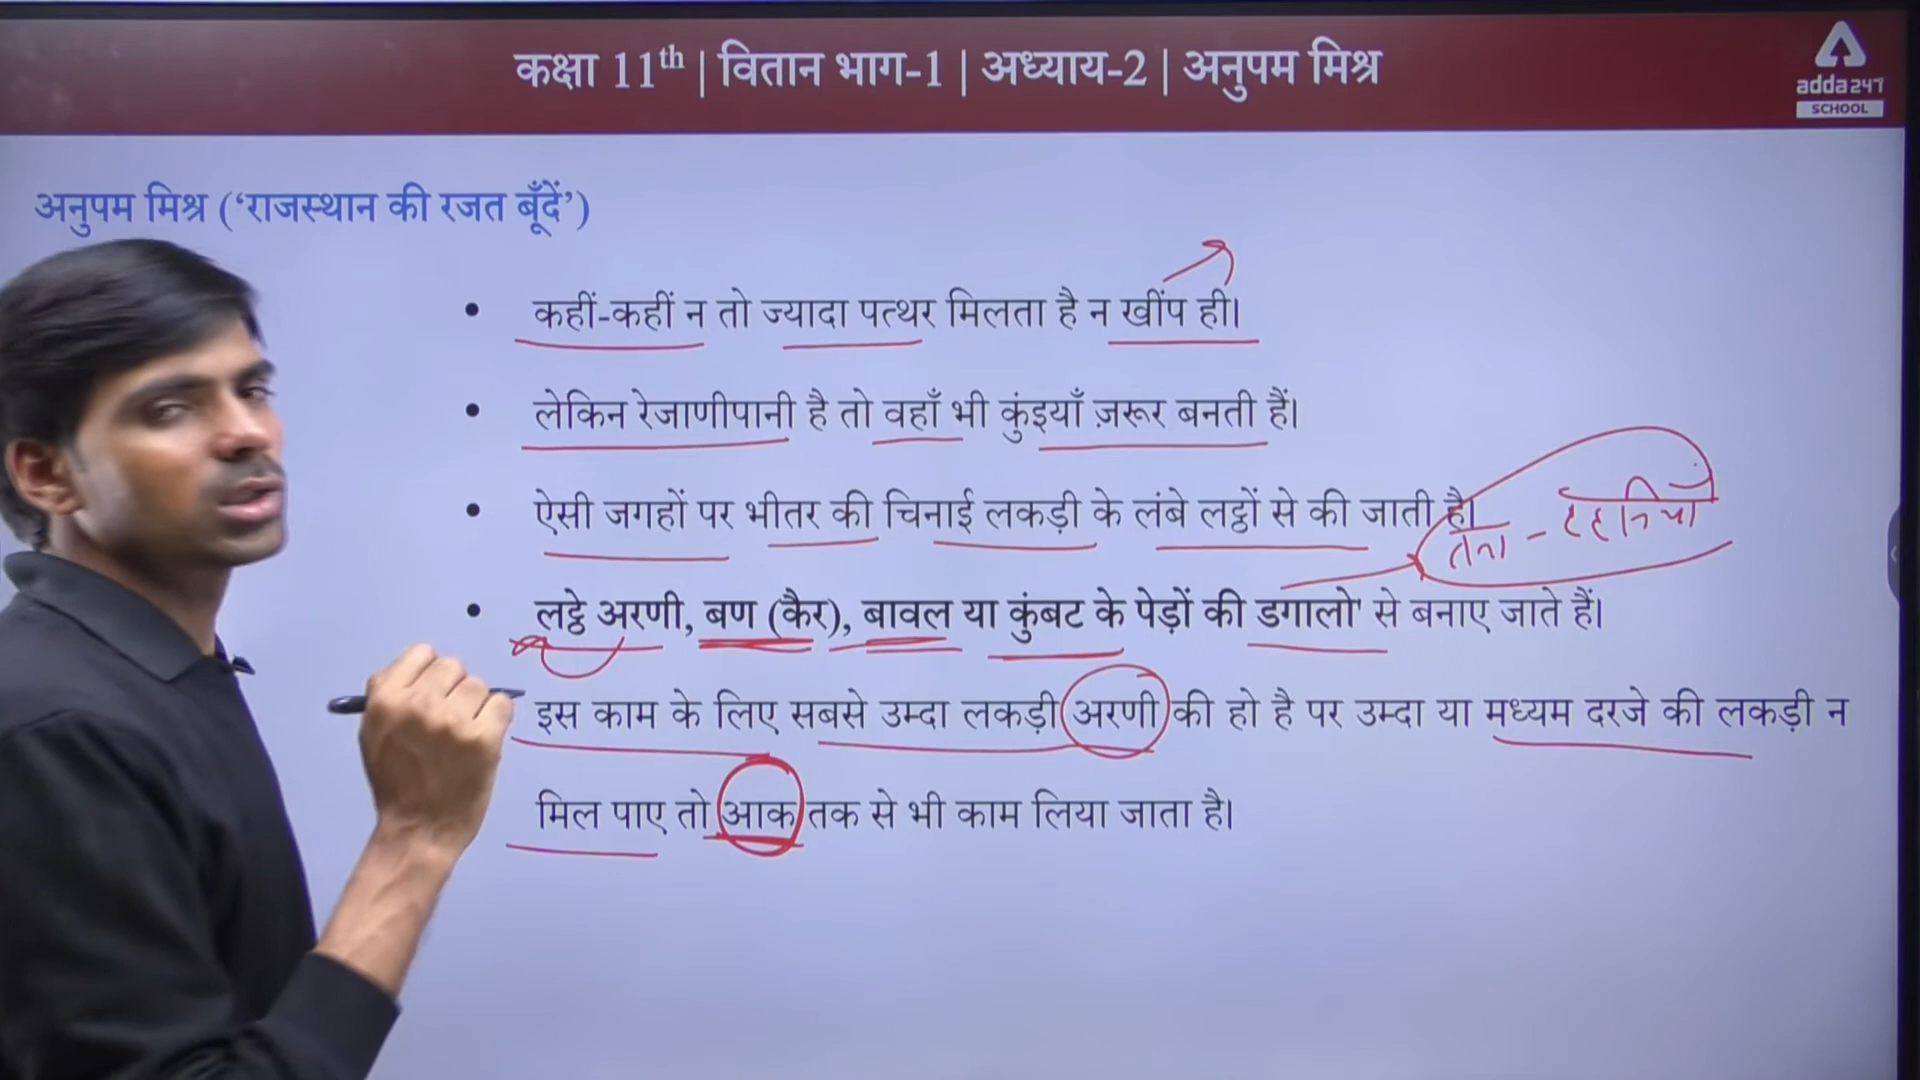 कक्षा 11th | वितान भाग-1 | अध्याय-2 | अनुपम मिश्र
adda247
SCHOOL
अनुपम मिश्र (‘राजस्थान की रजत बूँदें’)
• कहीं-कहीं न तो ज्यादा पत्थर मिलता है न खींप ही।
• लेकिन रेजाणीपानी है तो वहाँ भी कुंइयाँ ज़रूर बनती हैं।
• ऐसी जगहों पर भीतर की चिनाई लकड़ी के लंबे लट्ठों से की जाती है।
तना - टहनियाँ
• लट्ठे अरणी, बण (कैर), बावल या कुंबट के पेड़ों की डगालो' से बनाए जाते हैं।
इस काम के लिए सबसे उम्दा लकड़ी अरणी की हो है पर उम्दा या मध्यम दरजे की लकड़ी न
मिल पाए तो आक तक से भी काम लिया जाता है।